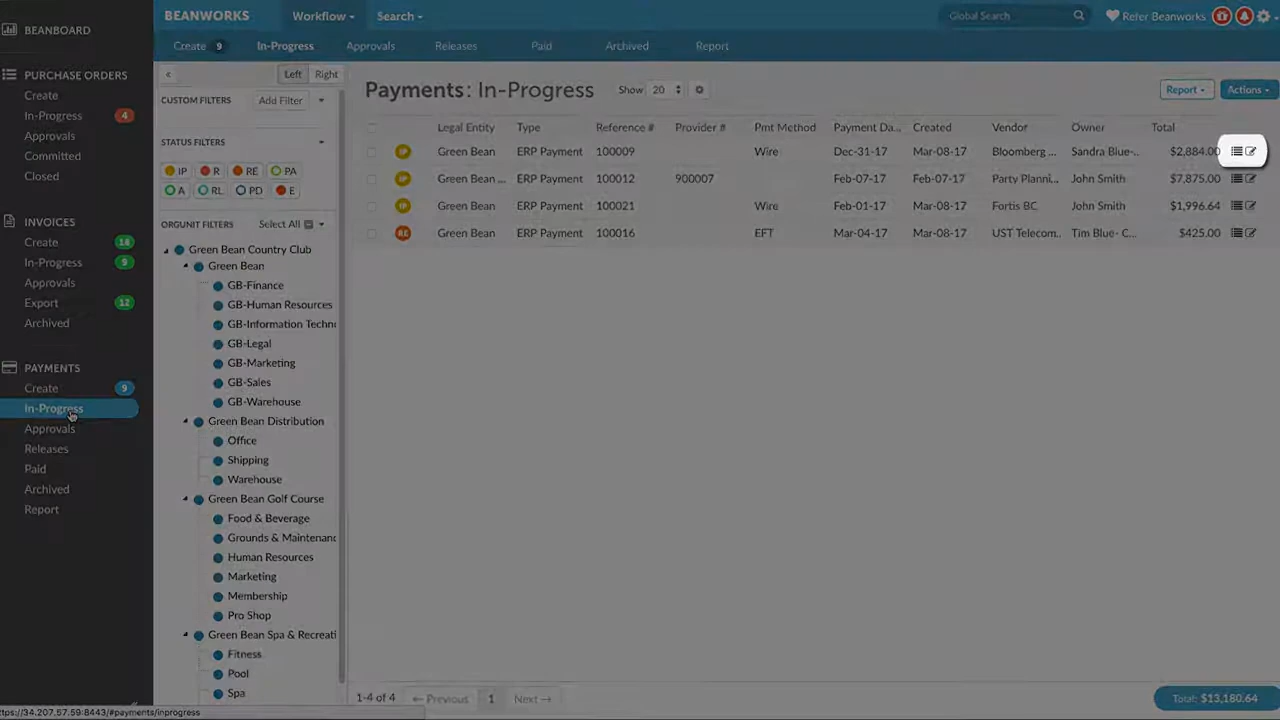 BEANBOARD
PURCHASE ORDERS
Create
In-Progress 4
Approvals
Committed
Closed
INVOICES
Create 18
In-Progress 9
Approvals
Export 12
Archived
PAYMENTS
Create 9
In-Progress
Approvals
Releases
Paid
Archived
Report
BEANWORKS Workflow Search Global Search Refer Beanworks
Create 9 In-Progress Approvals Releases Paid Archived Report
Left Right
CUSTOM FILTERS Add Filter
STATUS FILTERS
IP R RE PA
A RL PD E
ORGUNIT FILTERS Select All
Green Bean Country Club
Green Bean
GB-Finance
GB-Human Resources
GB-Information Techn
GB-Legal
GB-Marketing
GB-Sales
GB-Warehouse
Green Bean Distribution
Office
Shipping
Warehouse
Green Bean Golf Course
Food & Beverage
Grounds & Maintenanc
Human Resources
Marketing
Membership
Pro Shop
Green Bean Spa & Recreati
Fitness
Pool
Spa
Payments: In-Progress Show 20 Report Actions
Legal Entity Type Reference # Provider # Pmt Method Payment Da... Created Vendor Owner Total
IP Green Bean ERP Payment 100009 Wire Dec-31-17 Mar-08-17 Bloomberg ... Sandra Blue-.. $2,884.00
IP Green Bean ... ERP Payment 100012 900007 Feb-07-17 Feb-07-17 Party Planni... John Smith $7,875.00
IP Green Bean ERP Payment 100021 Wire Feb-01-17 Mar-08-17 Fortis BC John Smith $1,996.64
RE Green Bean ERP Payment 100016 EFT Mar-04-17 Mar-08-17 UST Telecom.. Tim Blue- C... $425.00
1-4 of 4 ← Previous 1 Next → Total: $13,180.64
ttps://34.207.57.59:8443/#payments/inprogress